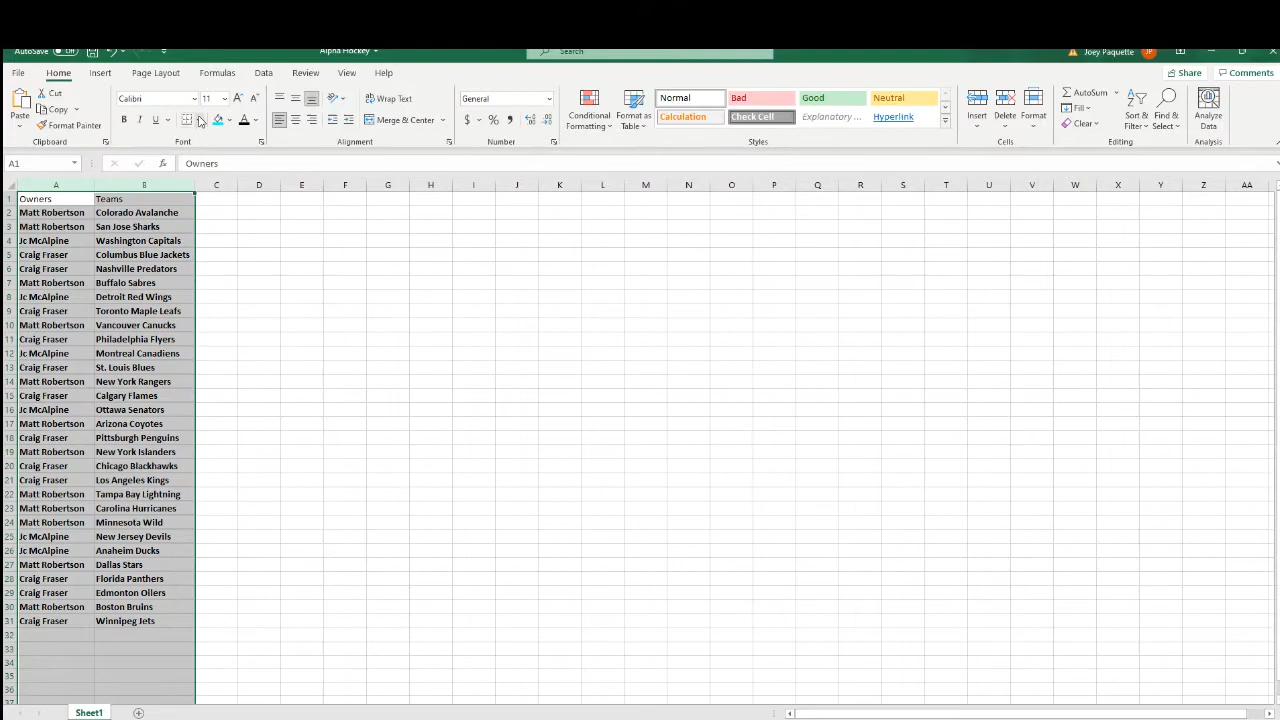 AutoSave Off Alpha Hockey Search Joey Paquette JP
File Home Insert Page Layout Formulas Data Review View Help Share Comments
Paste Cut Copy Format Painter Clipboard
Calibri 11 B I U Font
Wrap Text Merge & Center Alignment
General $ % Number
Conditional Formatting Format as Table
Normal Bad Good Neutral
Calculation Check Cell Explanatory ... Hyperlink
Styles
Insert Delete Format Cells
AutoSum Fill Clear Sort & Filter Find & Select Editing
Analyze Data Analysis
A1 fx Owners
A B C D E F G H I J K L M N O P Q R S T U V W X Y Z AA
1 Owners Teams
2 Matt Robertson Colorado Avalanche
3 Matt Robertson San Jose Sharks
4 Jc McAlpine Washington Capitals
5 Craig Fraser Columbus Blue Jackets
6 Craig Fraser Nashville Predators
7 Matt Robertson Buffalo Sabres
8 Jc McAlpine Detroit Red Wings
9 Craig Fraser Toronto Maple Leafs
10 Matt Robertson Vancouver Canucks
11 Craig Fraser Philadelphia Flyers
12 Jc McAlpine Montreal Canadiens
13 Craig Fraser St. Louis Blues
14 Matt Robertson New York Rangers
15 Craig Fraser Calgary Flames
16 Jc McAlpine Ottawa Senators
17 Matt Robertson Arizona Coyotes
18 Craig Fraser Pittsburgh Penguins
19 Matt Robertson New York Islanders
20 Craig Fraser Chicago Blackhawks
21 Craig Fraser Los Angeles Kings
22 Matt Robertson Tampa Bay Lightning
23 Matt Robertson Carolina Hurricanes
24 Matt Robertson Minnesota Wild
25 Jc McAlpine New Jersey Devils
26 Jc McAlpine Anaheim Ducks
27 Matt Robertson Dallas Stars
28 Craig Fraser Florida Panthers
29 Craig Fraser Edmonton Oilers
30 Matt Robertson Boston Bruins
31 Craig Fraser Winnipeg Jets
32
33
34
35
36
37
Sheet1